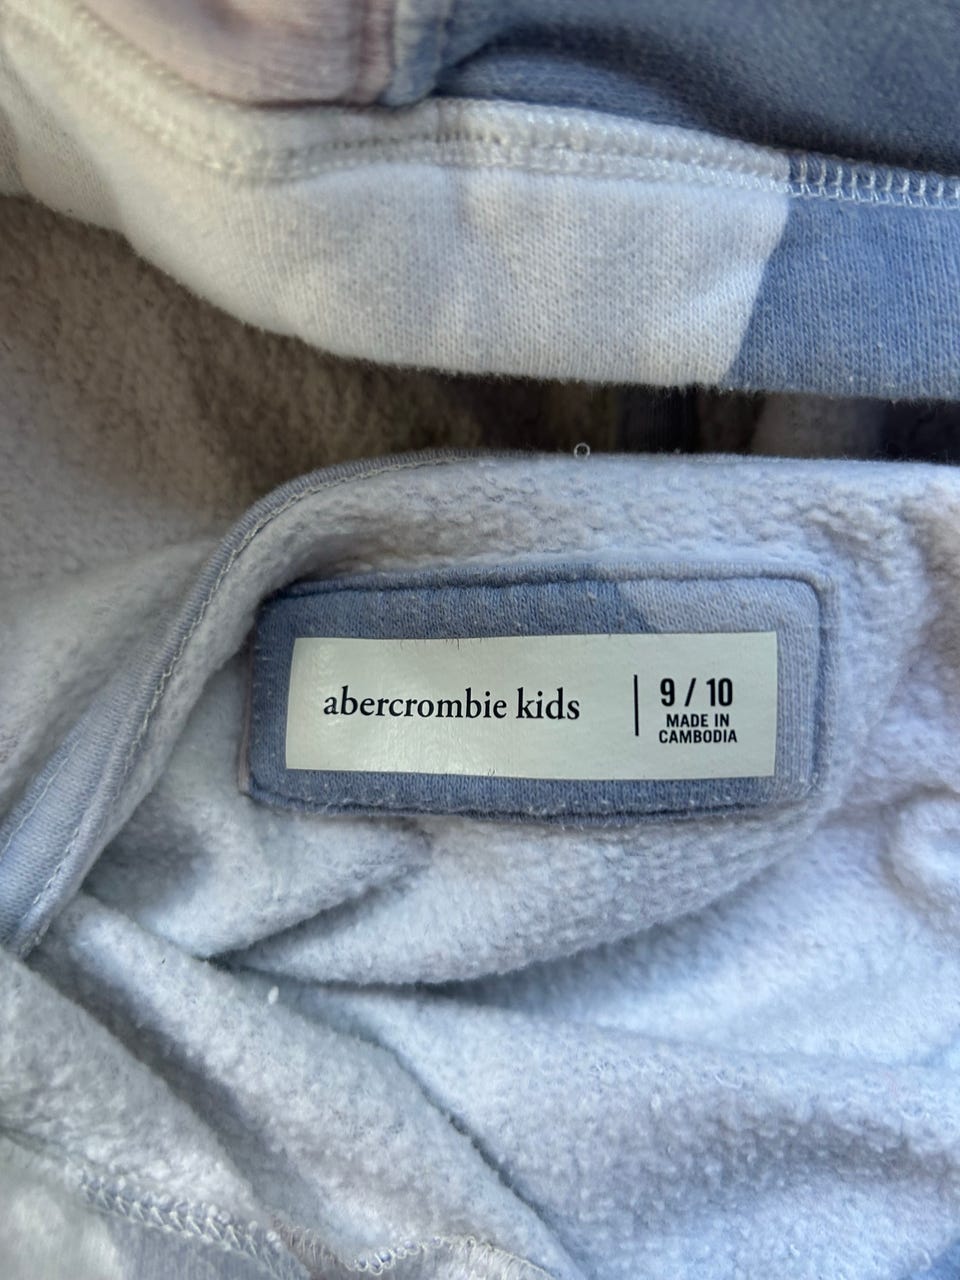 abercrombie kids
9 / 10
MADE IN
CAMBODIA